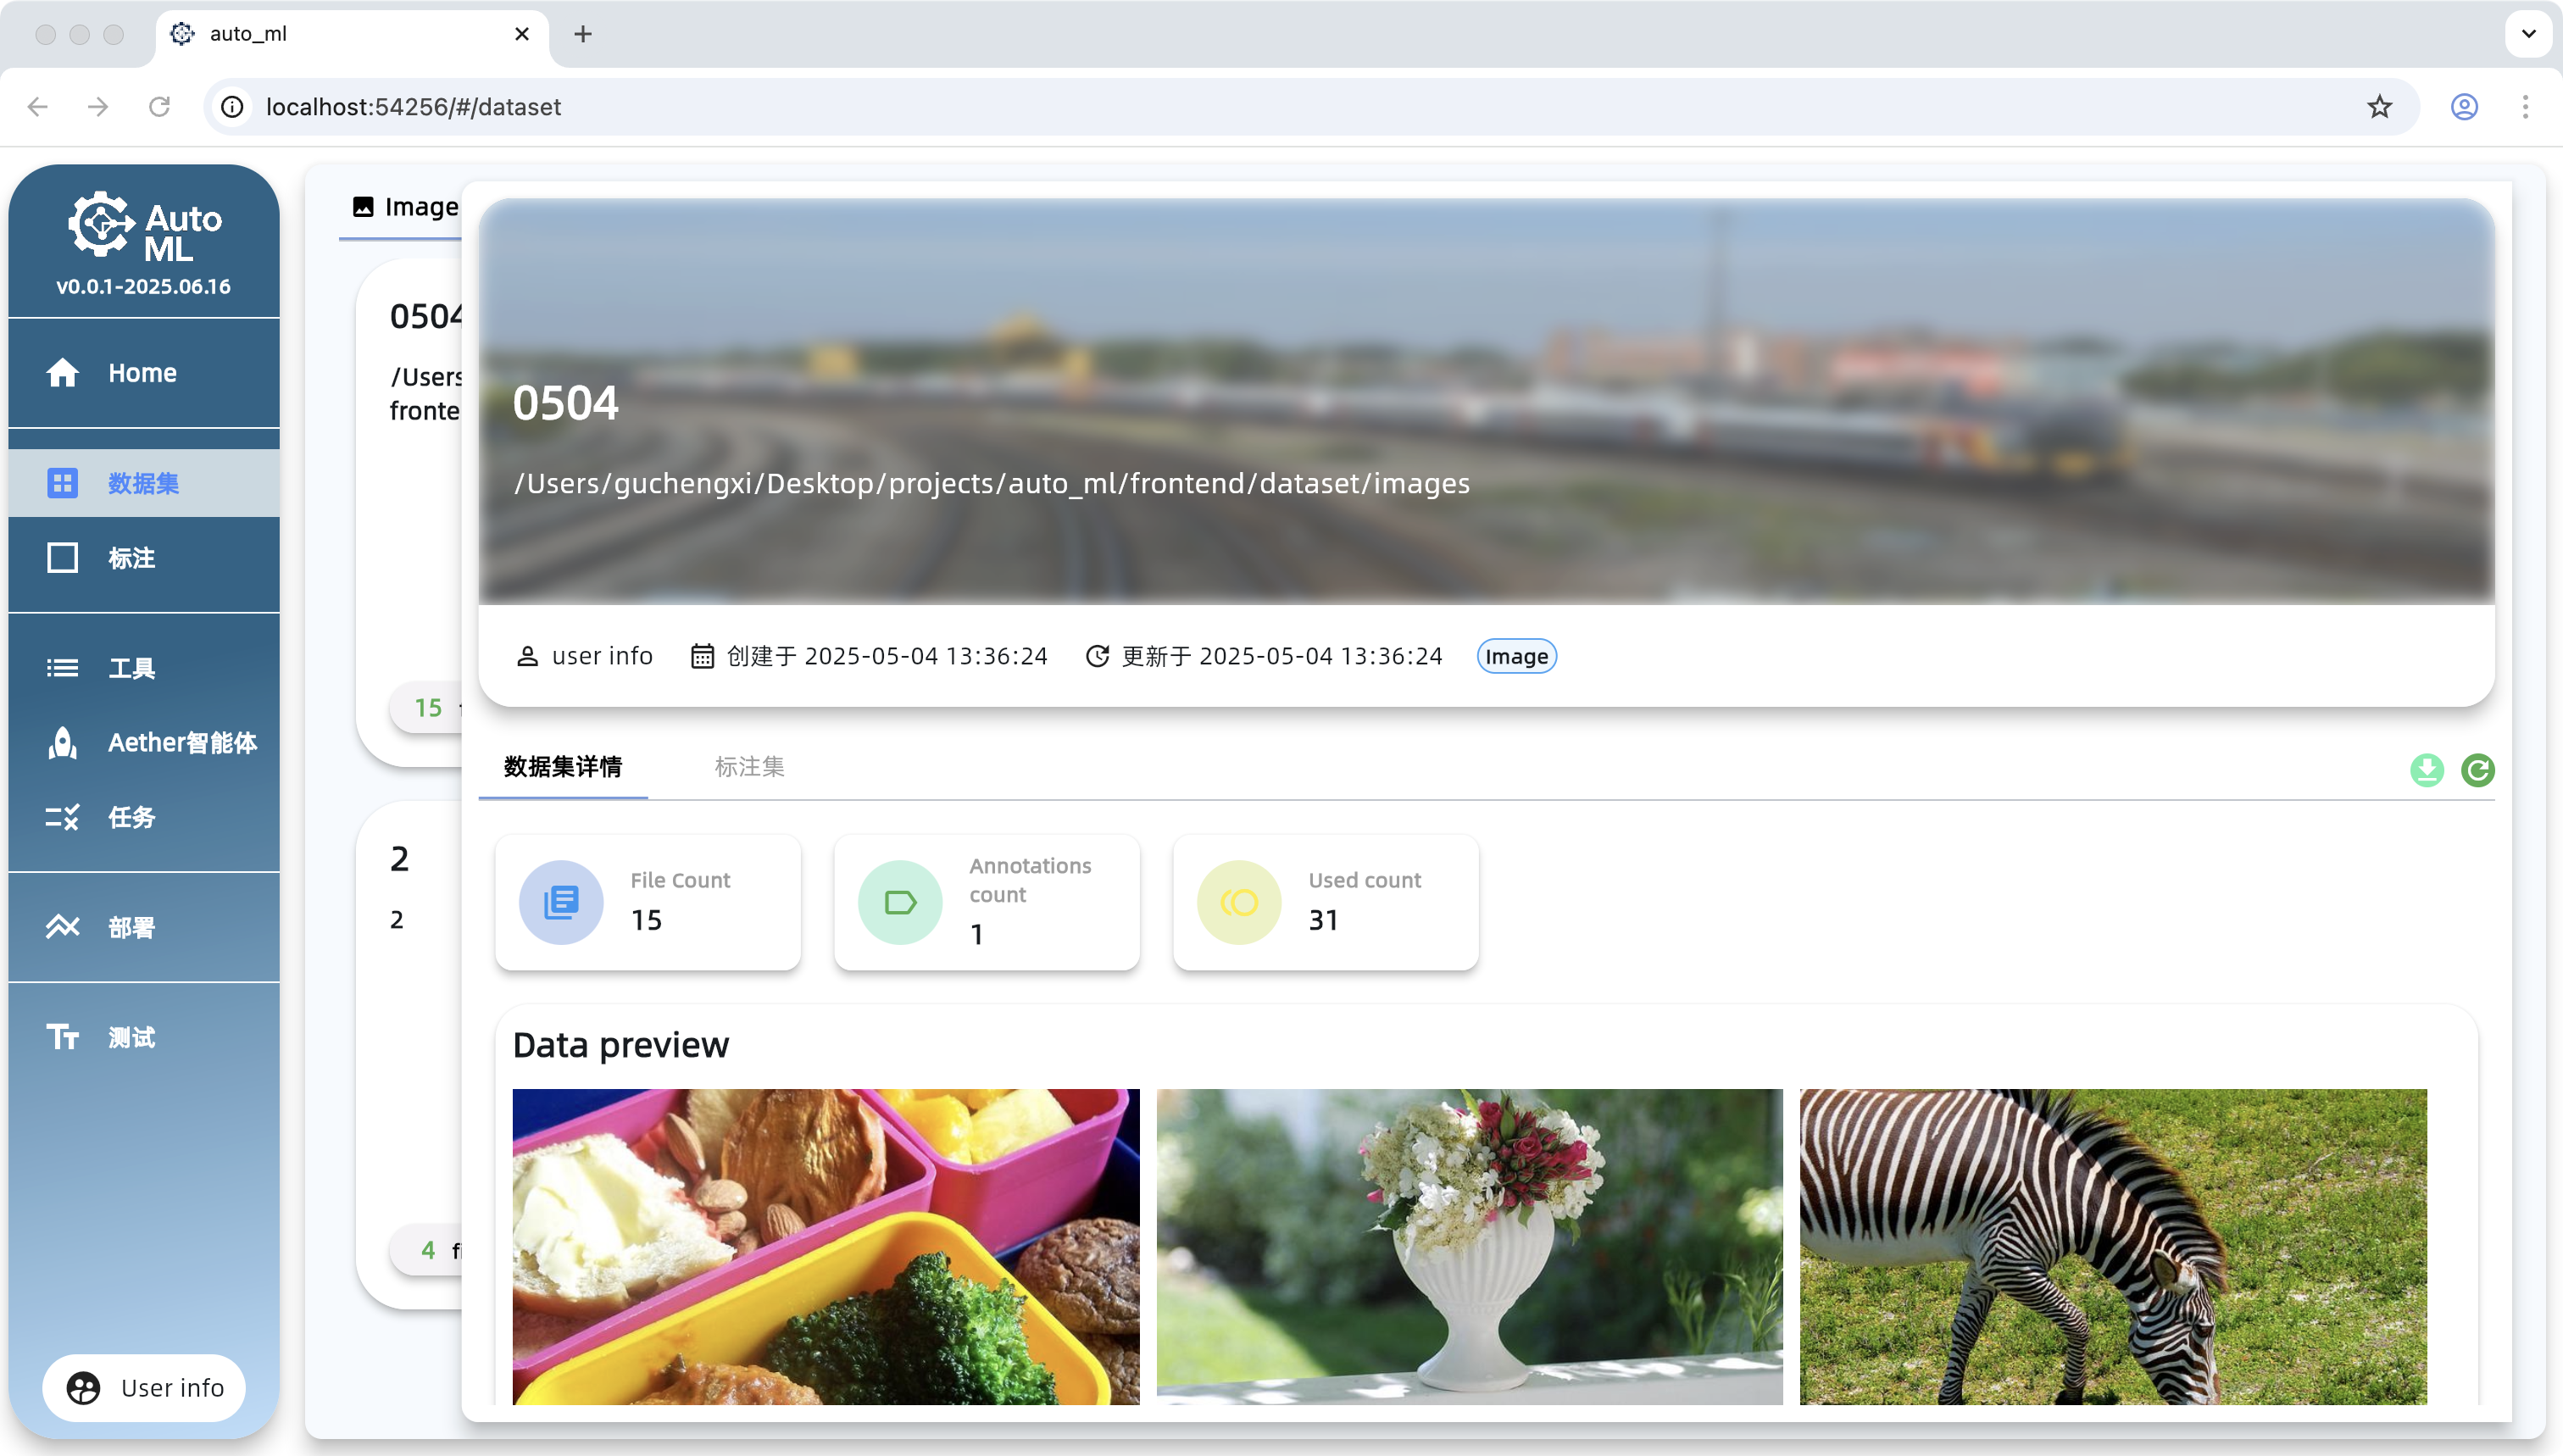 auto_ml
localhost:54256/#/dataset
Auto
ML
v0.0.1-2025.06.16
Home
数据集
标注
工具
Aether智能体
任务
部署
测试
User info
Image
0504
/Users
fronte
15
2
2
4
0504
/Users/guchengxi/Desktop/projects/auto_ml/frontend/dataset/images
user info
创建于 2025-05-04 13:36:24
更新于 2025-05-04 13:36:24
Image
数据集详情
标注集
File Count
15
Annotations
count
1
Used count
31
Data preview